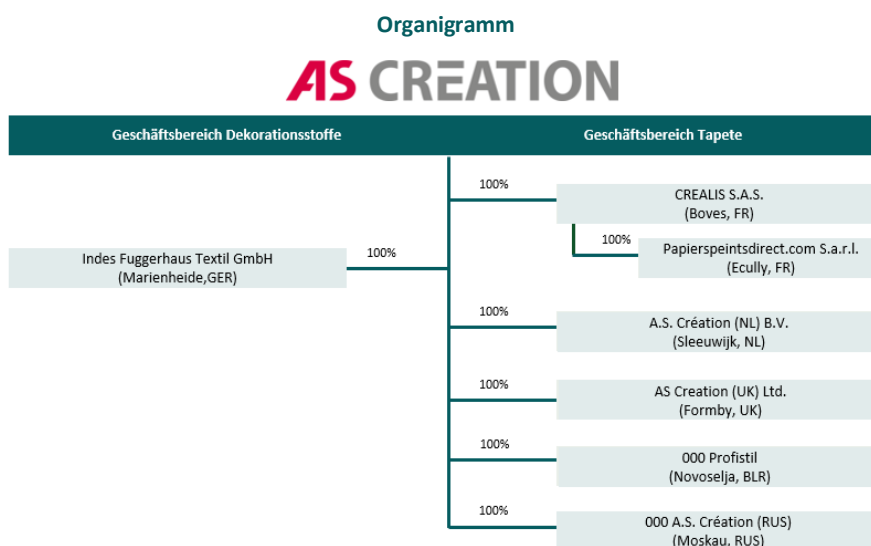 Organigramm
AS CREATION
Geschäftsbereich Dekorationsstoffe
Geschäftsbereich Tapete
100%
CREALIS S.A.S.
(Boves, FR)
100%
Papierspeintsdirect.com S.a.r.l.
(Ecully, FR)
Indes Fuggerhaus Textil GmbH
(Marienheide,GER)
100%
100%
A.S. Création (NL) B.V.
(Sleeuwijk, NL)
100%
AS Creation (UK) Ltd.
(Formby, UK)
100%
000 Profistil
(Novoselja, BLR)
100%
000 A.S. Création (RUS)
(Moskau, RUS)